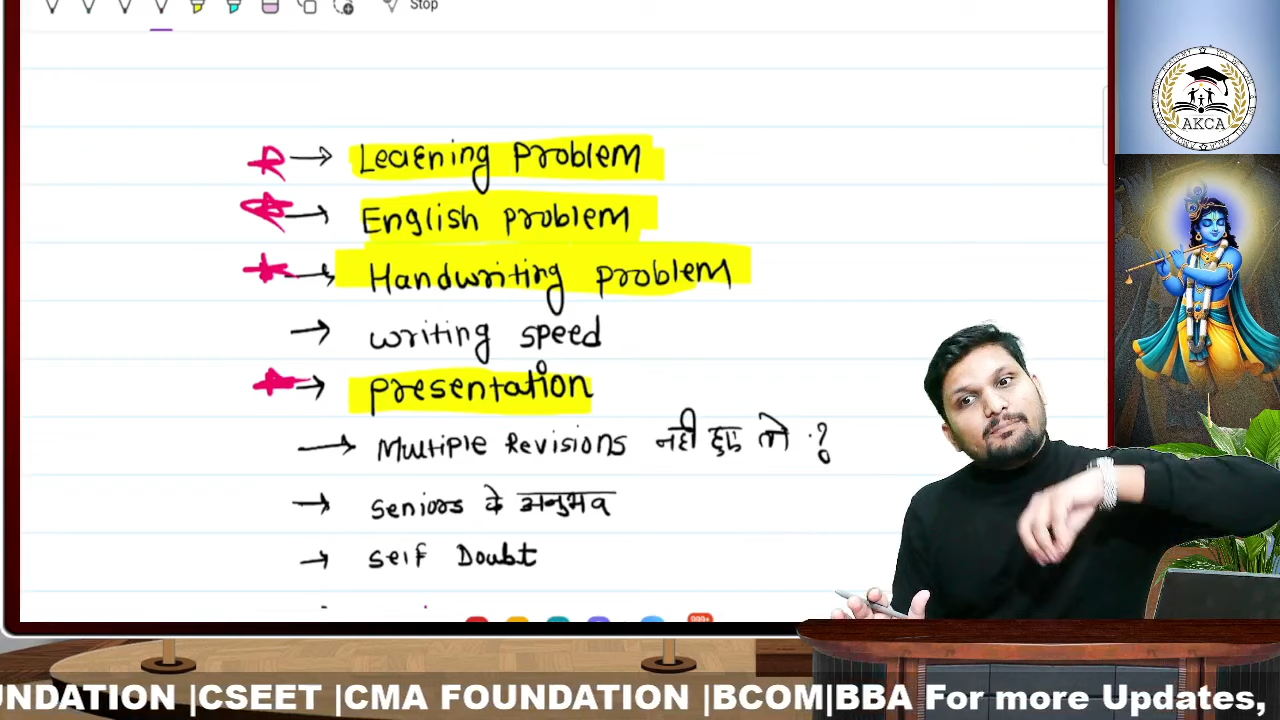 Stop
AKCA
Learning problem
English problem
Handwriting problem
writing speed
presentation
Multiple Revisions नही हुए तो ?
Seniors के अनुभव
Self Doubt
999+
UNDATION |CSEET |CMA FOUNDATION |BCOM|BBA For more Updates,